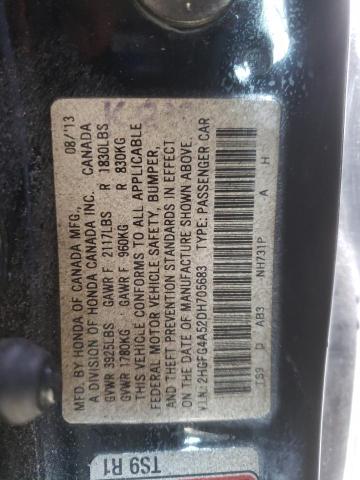 MFD. BY HONDA OF CANADA MFG., 08/'13
A DIVISION OF HONDA CANADA INC. CANADA
GVWR 3925LBS GAWR F 2117LBS R 1830LBS
GVWR 1780KG GAWR F 960KG R 830KG
THIS VEHICLE CONFORMS TO ALL APPLICABLE
FEDERAL MOTOR VEHICLE SAFETY, BUMPER,
AND THEFT PREVENTION STANDARDS IN EFFECT
ON THE DATE OF MANUFACTURE SHOWN ABOVE.
V.I.N.: 2HGFG4A52DH705683 TYPE: PASSENGER CAR
TS9 D AB3 NH731P A H
TS9 R1